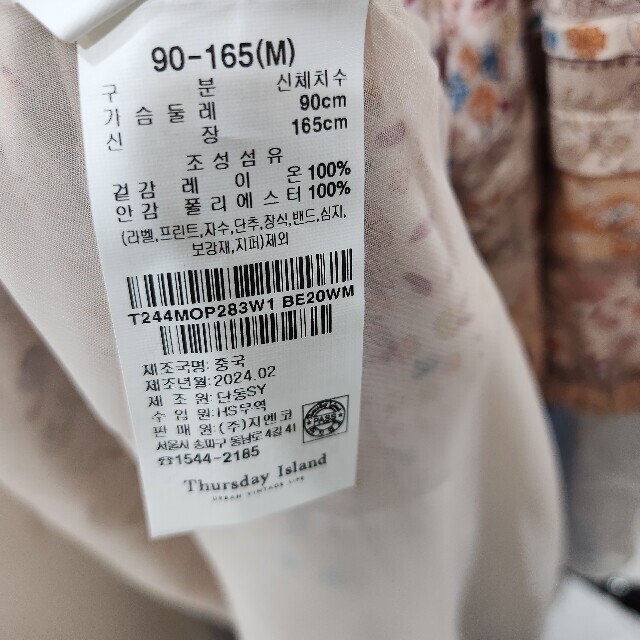 90-165(M)
구 분 신체치수
가 슴 둘 레 90cm
신 장 165cm
조 성 섬 유
겉 감 레 이 온 100%
안 감 폴 리 에 스 터 100%
(라벨,프린트,자수,단추,장식,밴드,심지,
보강재,지퍼)제외
T244MOP283W1 BE20WM
제조국명: 중국
제조년월: 2024.02
제 조 원: 단동SY
수 입 원: HS무역
판 매 원: (주)지엔코
서울시 송파구 동남로 4길 41
☎1544-2185
PASS
Thursday Island
URBAN VINTAGE LIFE